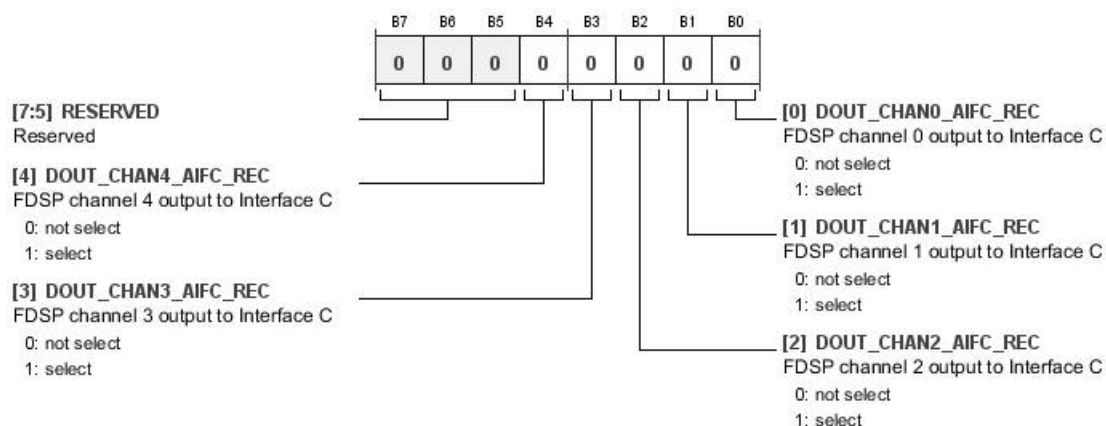 B7 B6 B5 B4 B3 B2 B1 B0
0 0 0 0 0 0 0 0
[7:5] RESERVED
Reserved
[4] DOUT_CHAN4_AIFC_REC
FDSP channel 4 output to Interface C
0: not select
1: select
[3] DOUT_CHAN3_AIFC_REC
FDSP channel 3 output to Interface C
0: not select
1: select
[0] DOUT_CHAN0_AIFC_REC
FDSP channel 0 output to Interface C
0: not select
1: select
[1] DOUT_CHAN1_AIFC_REC
FDSP channel 1 output to Interface C
0: not select
1: select
[2] DOUT_CHAN2_AIFC_REC
FDSP channel 2 output to Interface C
0: not select
1: select